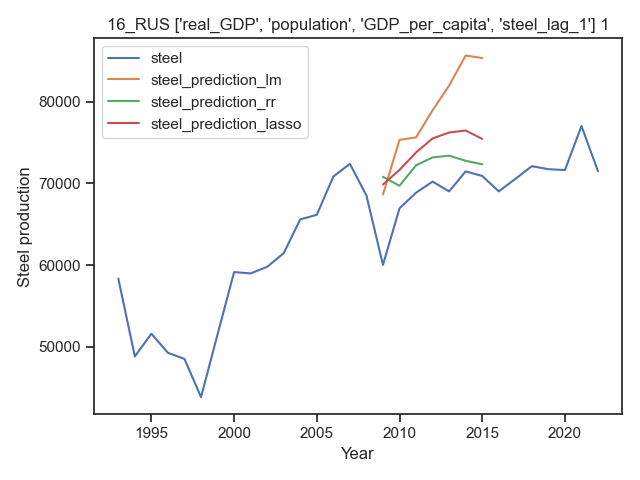 16_RUS ['real_GDP', 'population', 'GDP_per_capita', 'steel_lag_1'] 1
steel
steel_prediction_lm
steel_prediction_rr
steel_prediction_lasso
80000
70000
60000
50000
Steel production
1995
2000
2005
2010
2015
2020
Year